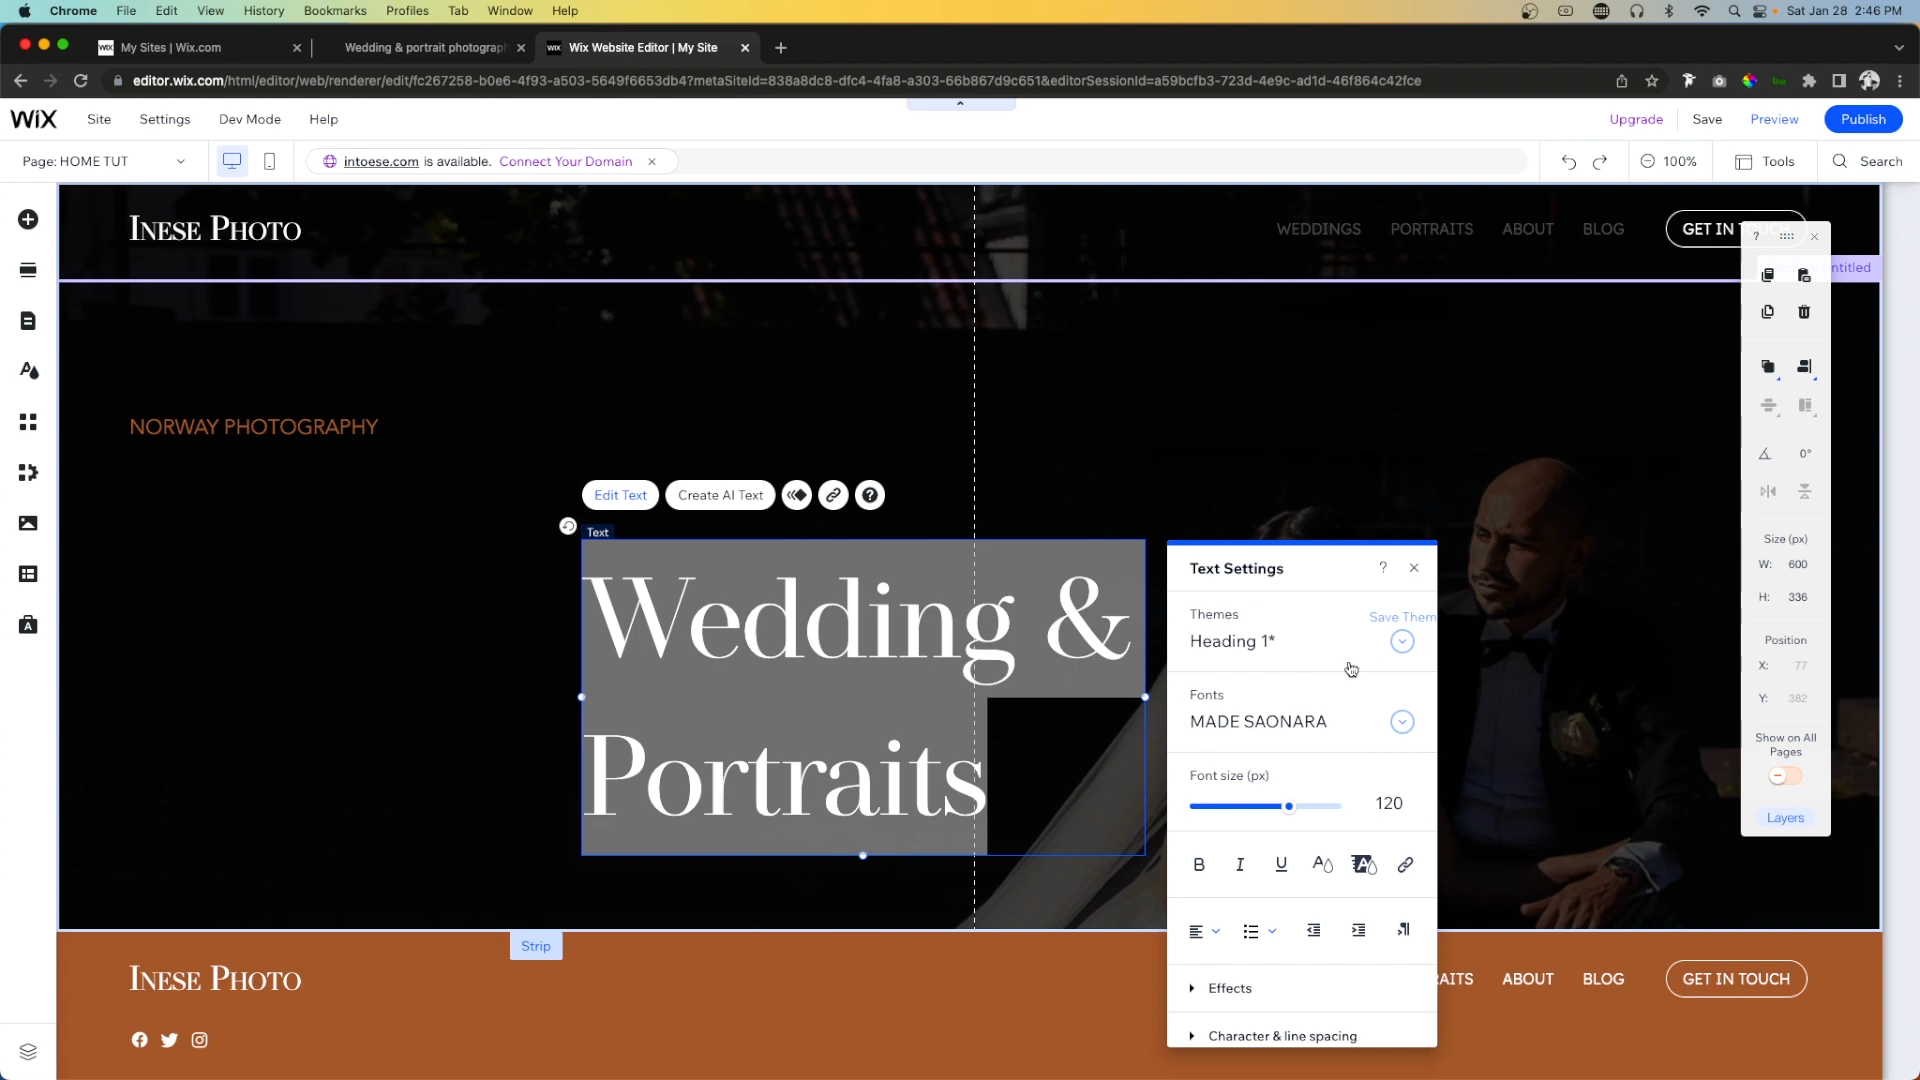 Chrome File Edit View History Bookmarks Profiles Tab Window Help Sat Jan 28 2:46 PM
WiX My Sites | Wix.com Wedding & portrait photograph WiX Wix Website Editor | My Site
editor.wix.com/html/editor/web/renderer/edit/fc267258-b0e6-4f93-a503-5649f6653db4?metaSiteId=838a8dc8-dfc4-4fa8-a303-66b867d9c651&editorSessionId=a59bcfb3-723d-4e9c-ad1d-46f864c42fce
WiX Site Settings Dev Mode Help Upgrade Save Preview Publish
Page: HOME TUT intoese.com is available. Connect Your Domain 100% Tools Search
INESE PHOTO WEDDINGS PORTRAITS ABOUT BLOG GET IN TOUCH
ntitled
NORWAY PHOTOGRAPHY
Edit Text Create AI Text
Text
Wedding &
Portraits
Text Settings
Themes Save Them
Heading 1*
Fonts
MADE SAONARA
Font size (px)
120
B I U
Effects
Character & line spacing
0°
Size (px)
W: 600
H: 336
Position
X: 77
Y: 382
Show on All
Pages
Layers
Strip
INESE PHOTO RAITS ABOUT BLOG GET IN TOUCH